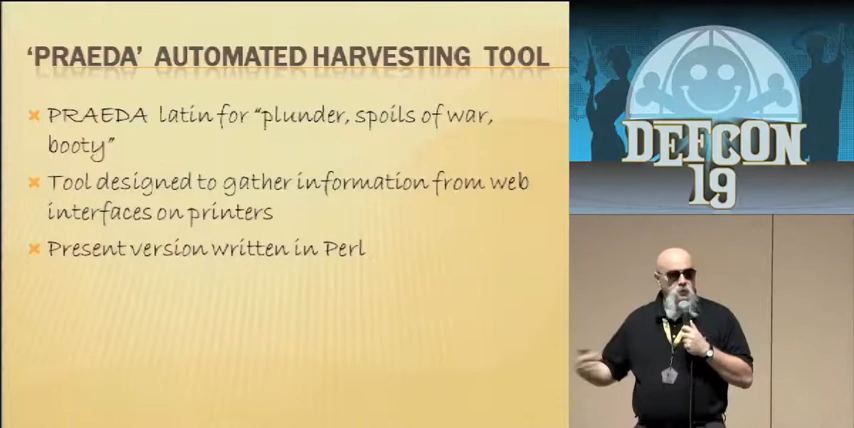 ‘PRAEDA’ AUTOMATED HARVESTING TOOL
PRAEDA latin for “plunder, spoils of war,
booty”
Tool designed to gather information from web
interfaces on printers
Present version written in Perl
DEFCON
19